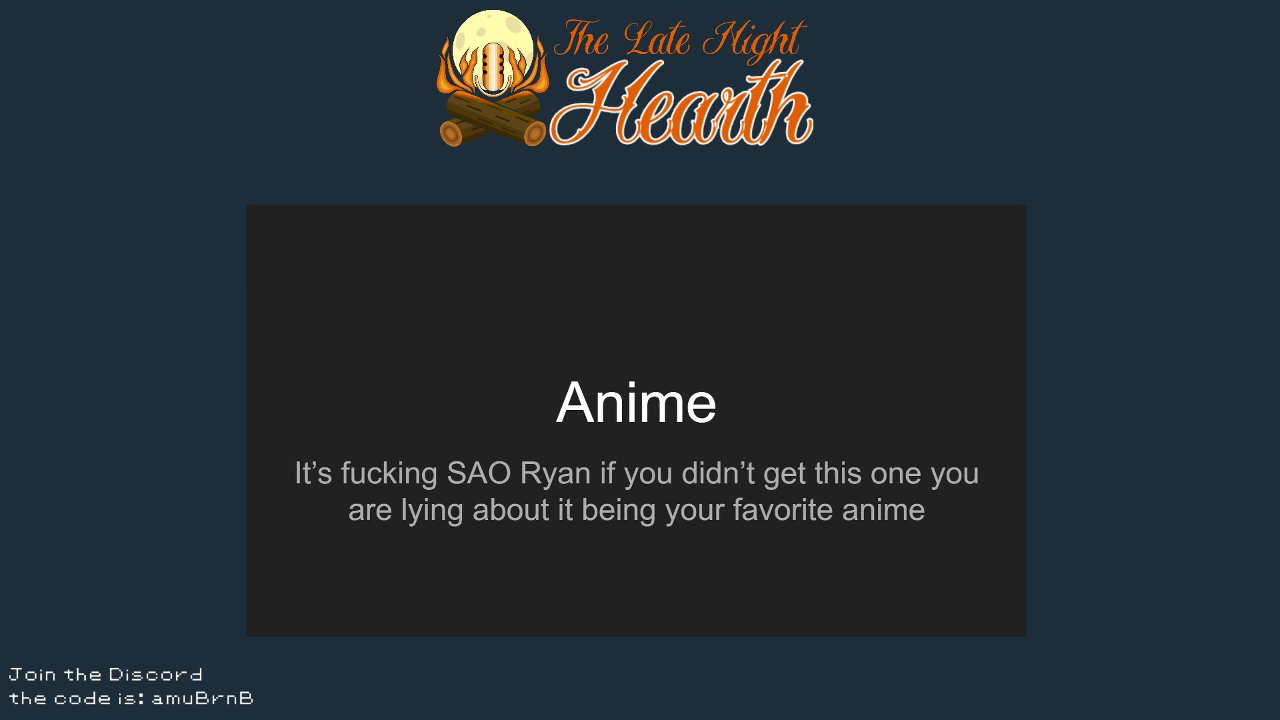 The Late Night
Hearth
Anime
It’s fucking SAO Ryan if you didn’t get this one you
are lying about it being your favorite anime
Join the Discord
the code is: amuBrnB